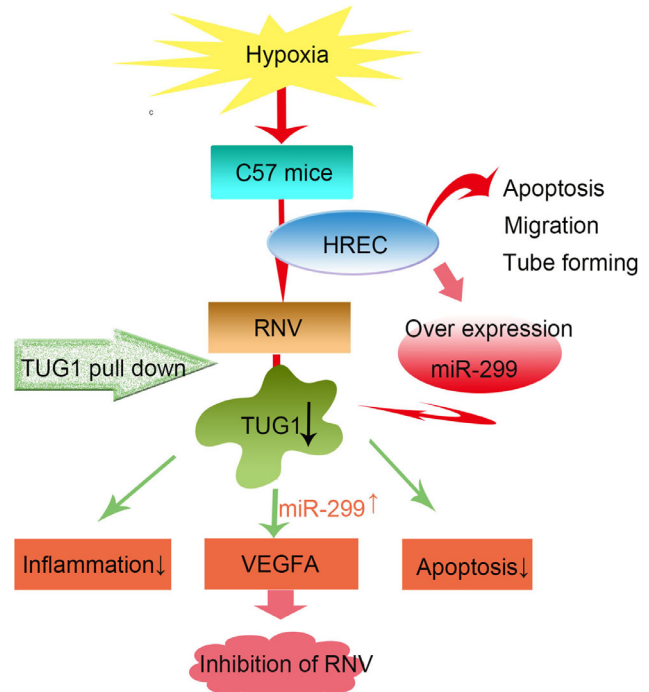 Hypoxia
c
C57 mice
HREC
Apoptosis
Migration
Tube forming
RNV
Over expression
miR-299
TUG1 pull down
TUG1↓
miR-299↑
Inflammation↓
VEGFA
Apoptosis↓
Inhibition of RNV